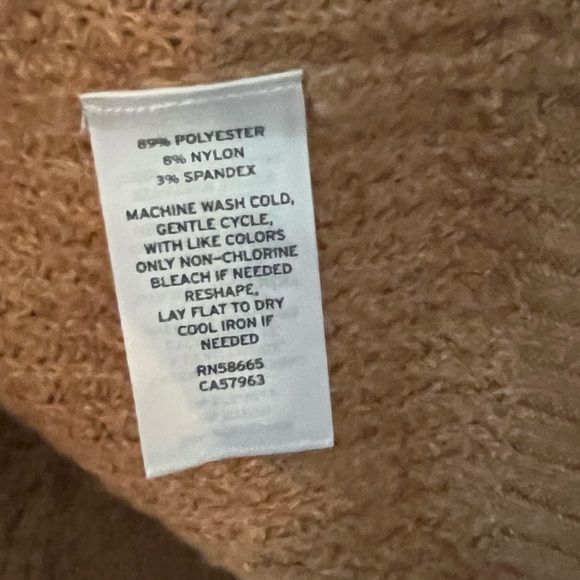 89% POLYESTER
8% NYLON
3% SPANDEX
MACHINE WASH COLD,
GENTLE CYCLE,
WITH LIKE COLORS
ONLY NON-CHLORINE
BLEACH IF NEEDED
RESHAPE,
LAY FLAT TO DRY
COOL IRON IF
NEEDED
RN58665
CA57963